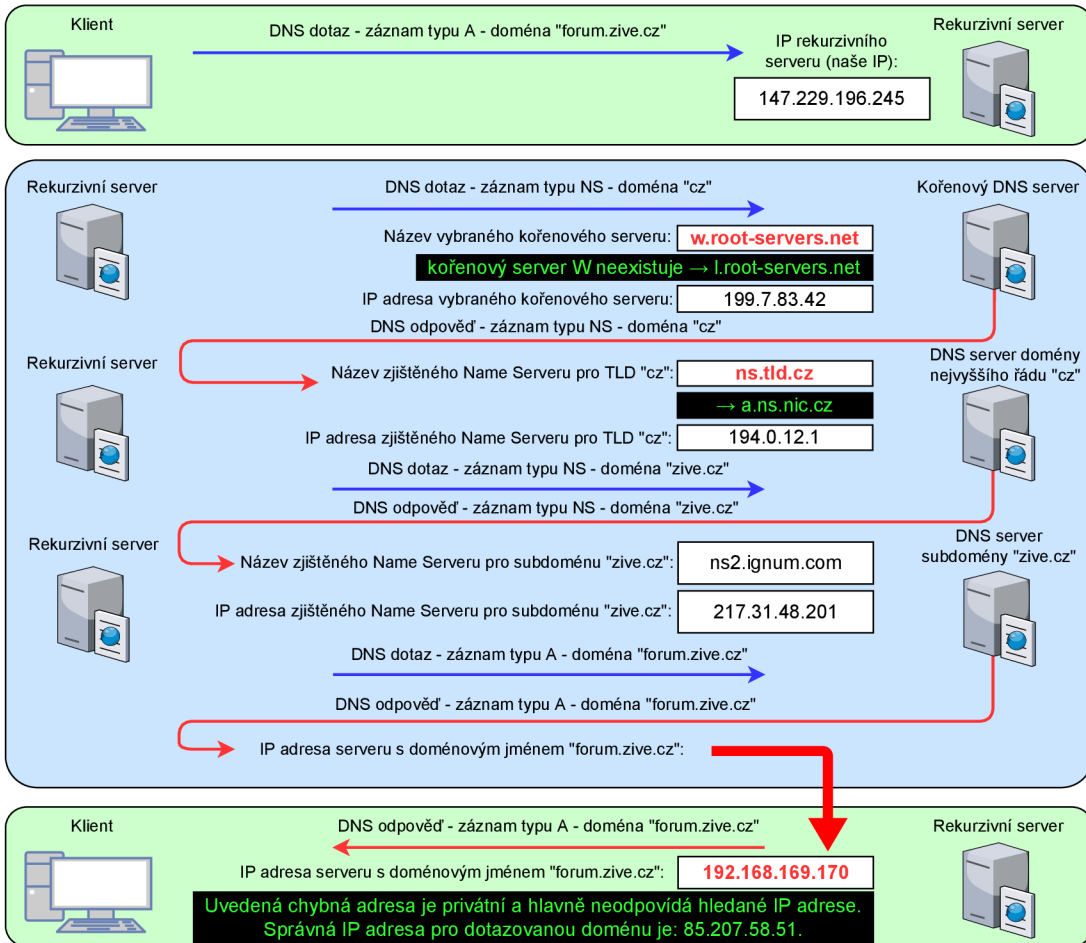 Klient
DNS dotaz - záznam typu A - doména "forum.zive.cz"
Rekurzivní server
IP rekurzivního
serveru (naše IP):
147.229.196.245
Rekurzivní server
DNS dotaz - záznam typu NS - doména "cz"
Kořenový DNS server
Název vybraného kořenového serveru: w.root-servers.net
kořenový server W neexistuje → l.root-servers.net
IP adresa vybraného kořenového serveru: 199.7.83.42
DNS odpověď - záznam typu NS - doména "cz"
Rekurzivní server
DNS server domény
nejvyššího řádu "cz"
Název zjištěného Name Serveru pro TLD "cz": ns.tld.cz
→ a.ns.nic.cz
IP adresa zjištěného Name Serveru pro TLD "cz": 194.0.12.1
DNS dotaz - záznam typu NS - doména "zive.cz"
DNS odpověď - záznam typu NS - doména "zive.cz"
Rekurzivní server
DNS server
subdomény "zive.cz"
Název zjištěného Name Serveru pro subdoménu "zive.cz": ns2.ignum.com
IP adresa zjištěného Name Serveru pro subdoménu "zive.cz": 217.31.48.201
DNS dotaz - záznam typu A - doména "forum.zive.cz"
DNS odpověď - záznam typu A - doména "forum.zive.cz"
IP adresa serveru s doménovým jménem "forum.zive.cz":
Klient
DNS odpověď - záznam typu A - doména "forum.zive.cz"
Rekurzivní server
IP adresa serveru s doménovým jménem "forum.zive.cz": 192.168.169.170
Uvedená chybná adresa je privátní a hlavně neodpovídá hledané IP adrese.
Správná IP adresa pro dotazovanou doménu je: 85.207.58.51.